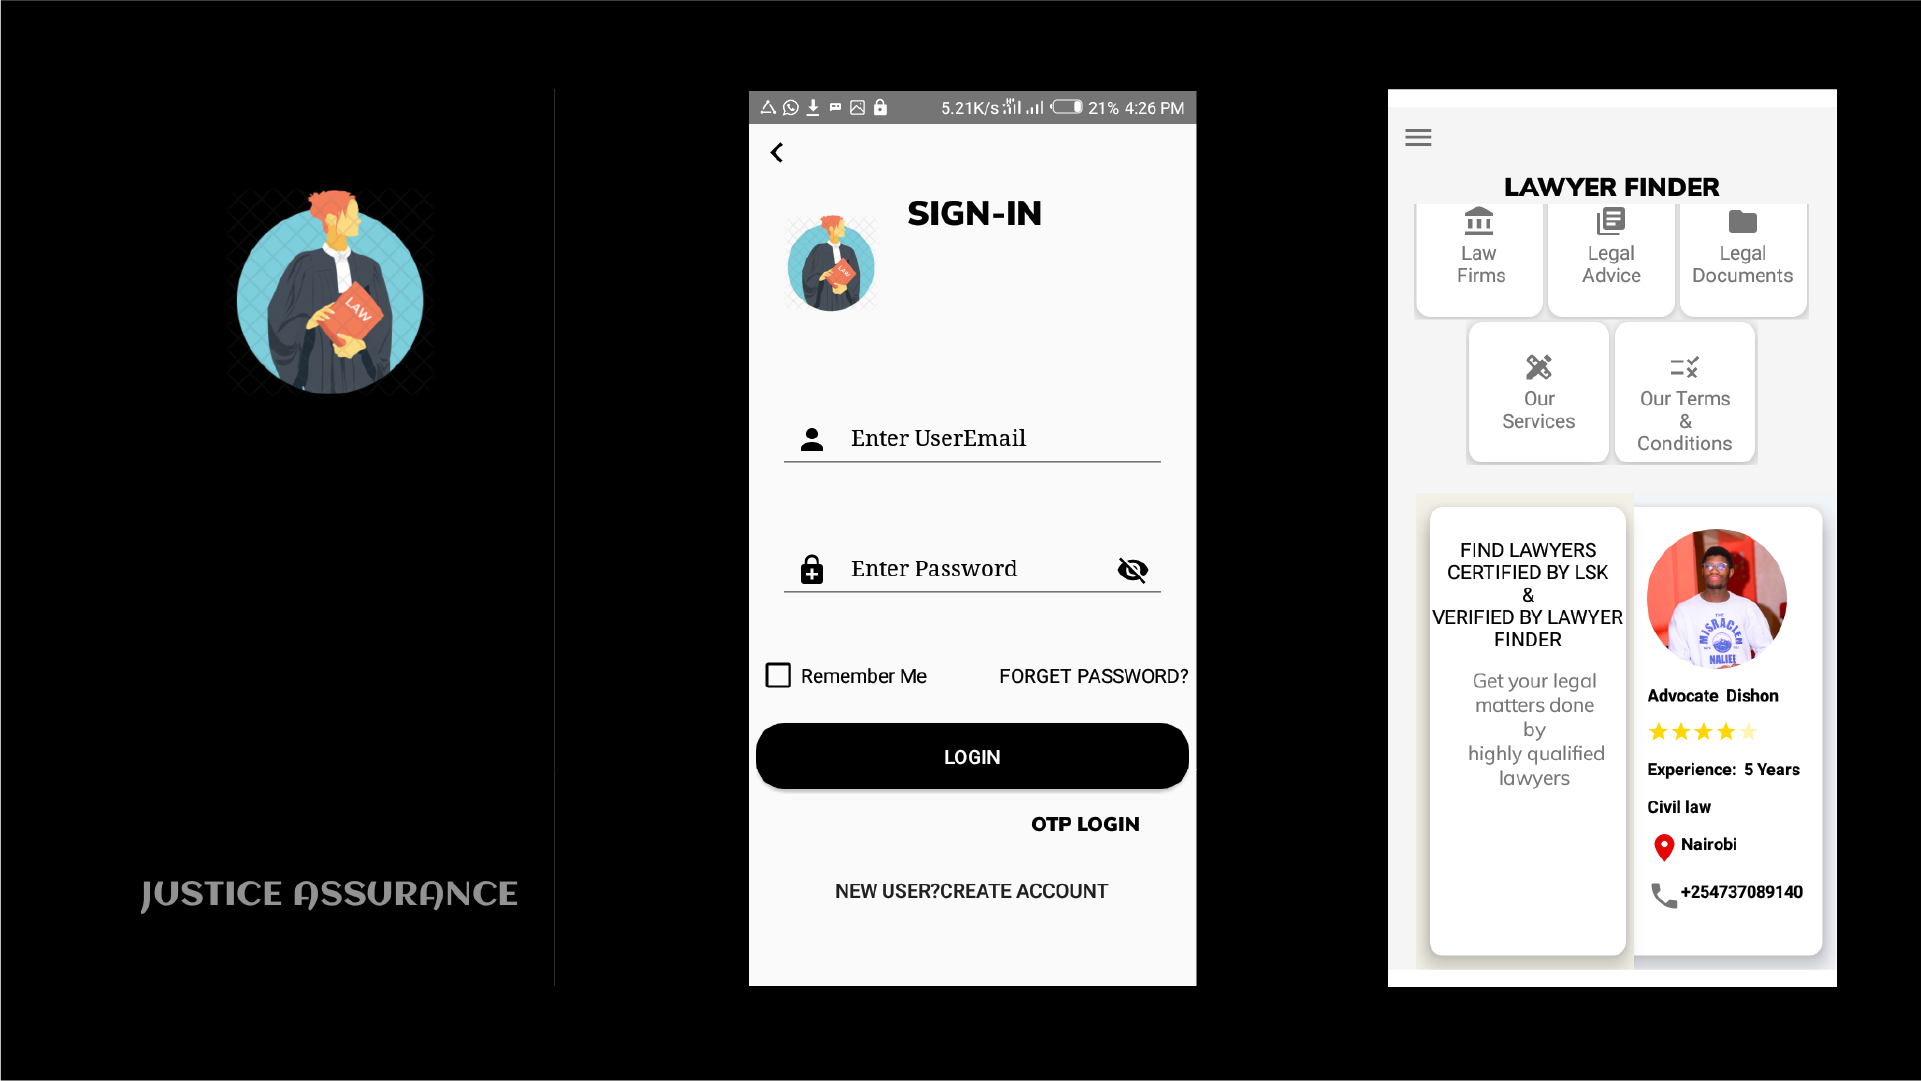 LAW
JUSTICE ASSURANCE
5.21K/s 21% 4:26 PM
SIGN-IN
LAW
Enter UserEmail
Enter Password
Remember Me FORGET PASSWORD?
LOGIN
OTP LOGIN
NEW USER?CREATE ACCOUNT
LAWYER FINDER
Law
Firms
Legal
Advice
Legal
Documents
Our
Services
Our Terms
&
Conditions
FIND LAWYERS
CERTIFIED BY LSK
&
VERIFIED BY LAWYER
FINDER
Get your legal
matters done
by
highly qualified
lawyers
THE
MISRACIEN
NALIEE
Advocate Dishon
Experience: 5 Years
Civil law
Nairobi
+254737089140